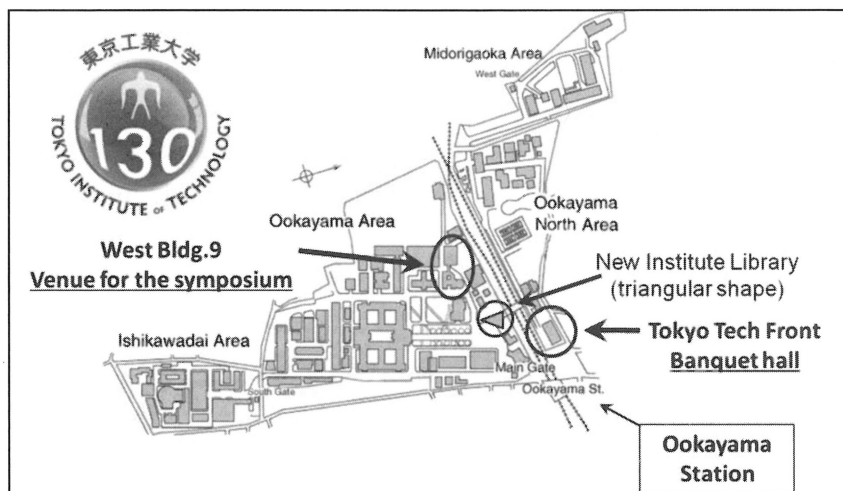 東京工業大学
130
TOKYO INSTITUTE OF TECHNOLOGY
Midorigaoka Area
West Gate
Ookayama Area
Ookayama
North Area
West Bldg.9
Venue for the symposium
New Institute Library
(triangular shape)
Ishikawadai Area
Tokyo Tech Front
Banquet hall
Main Gate
South Gate
Ookayama St.
Ookayama
Station